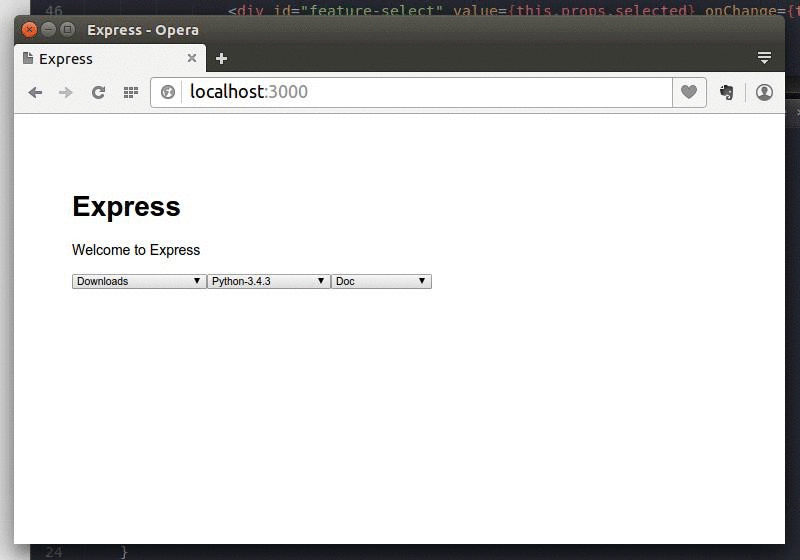 46 <div id="feature-select" value={this.props.selected} onChange={t
Express - Opera
Express
localhost:3000
Express
Welcome to Express
Downloads Python-3.4.3 Doc
24 }